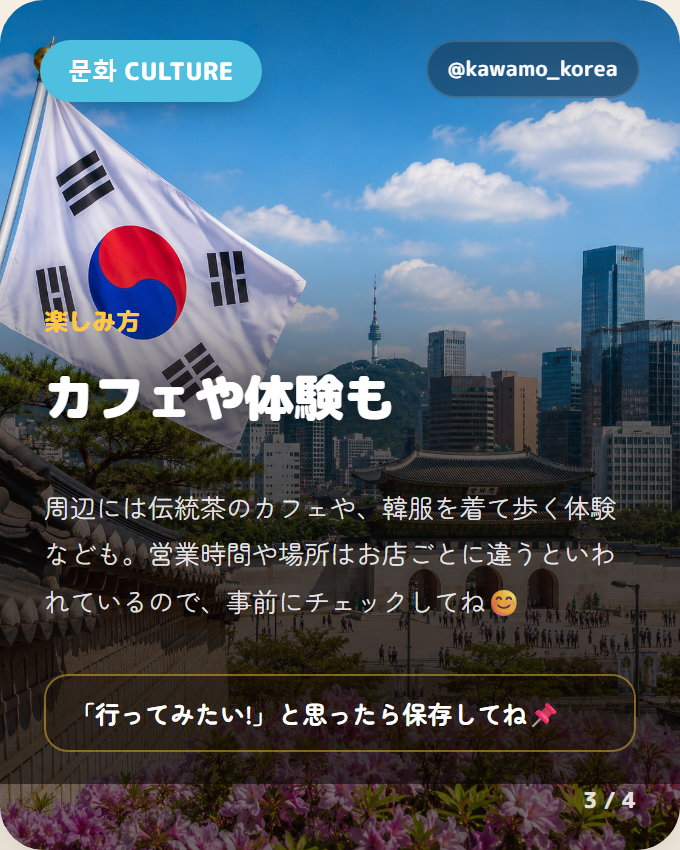 문화 CULTURE
@kawamo_korea
楽しみ方
カフェや体験も
周辺には伝統茶のカフェや、韓服を着て歩く体験
なども。営業時間や場所はお店ごとに違うといわ
れているので、事前にチェックしてね😊
「行ってみたい!」と思ったら保存してね📌
3 / 4